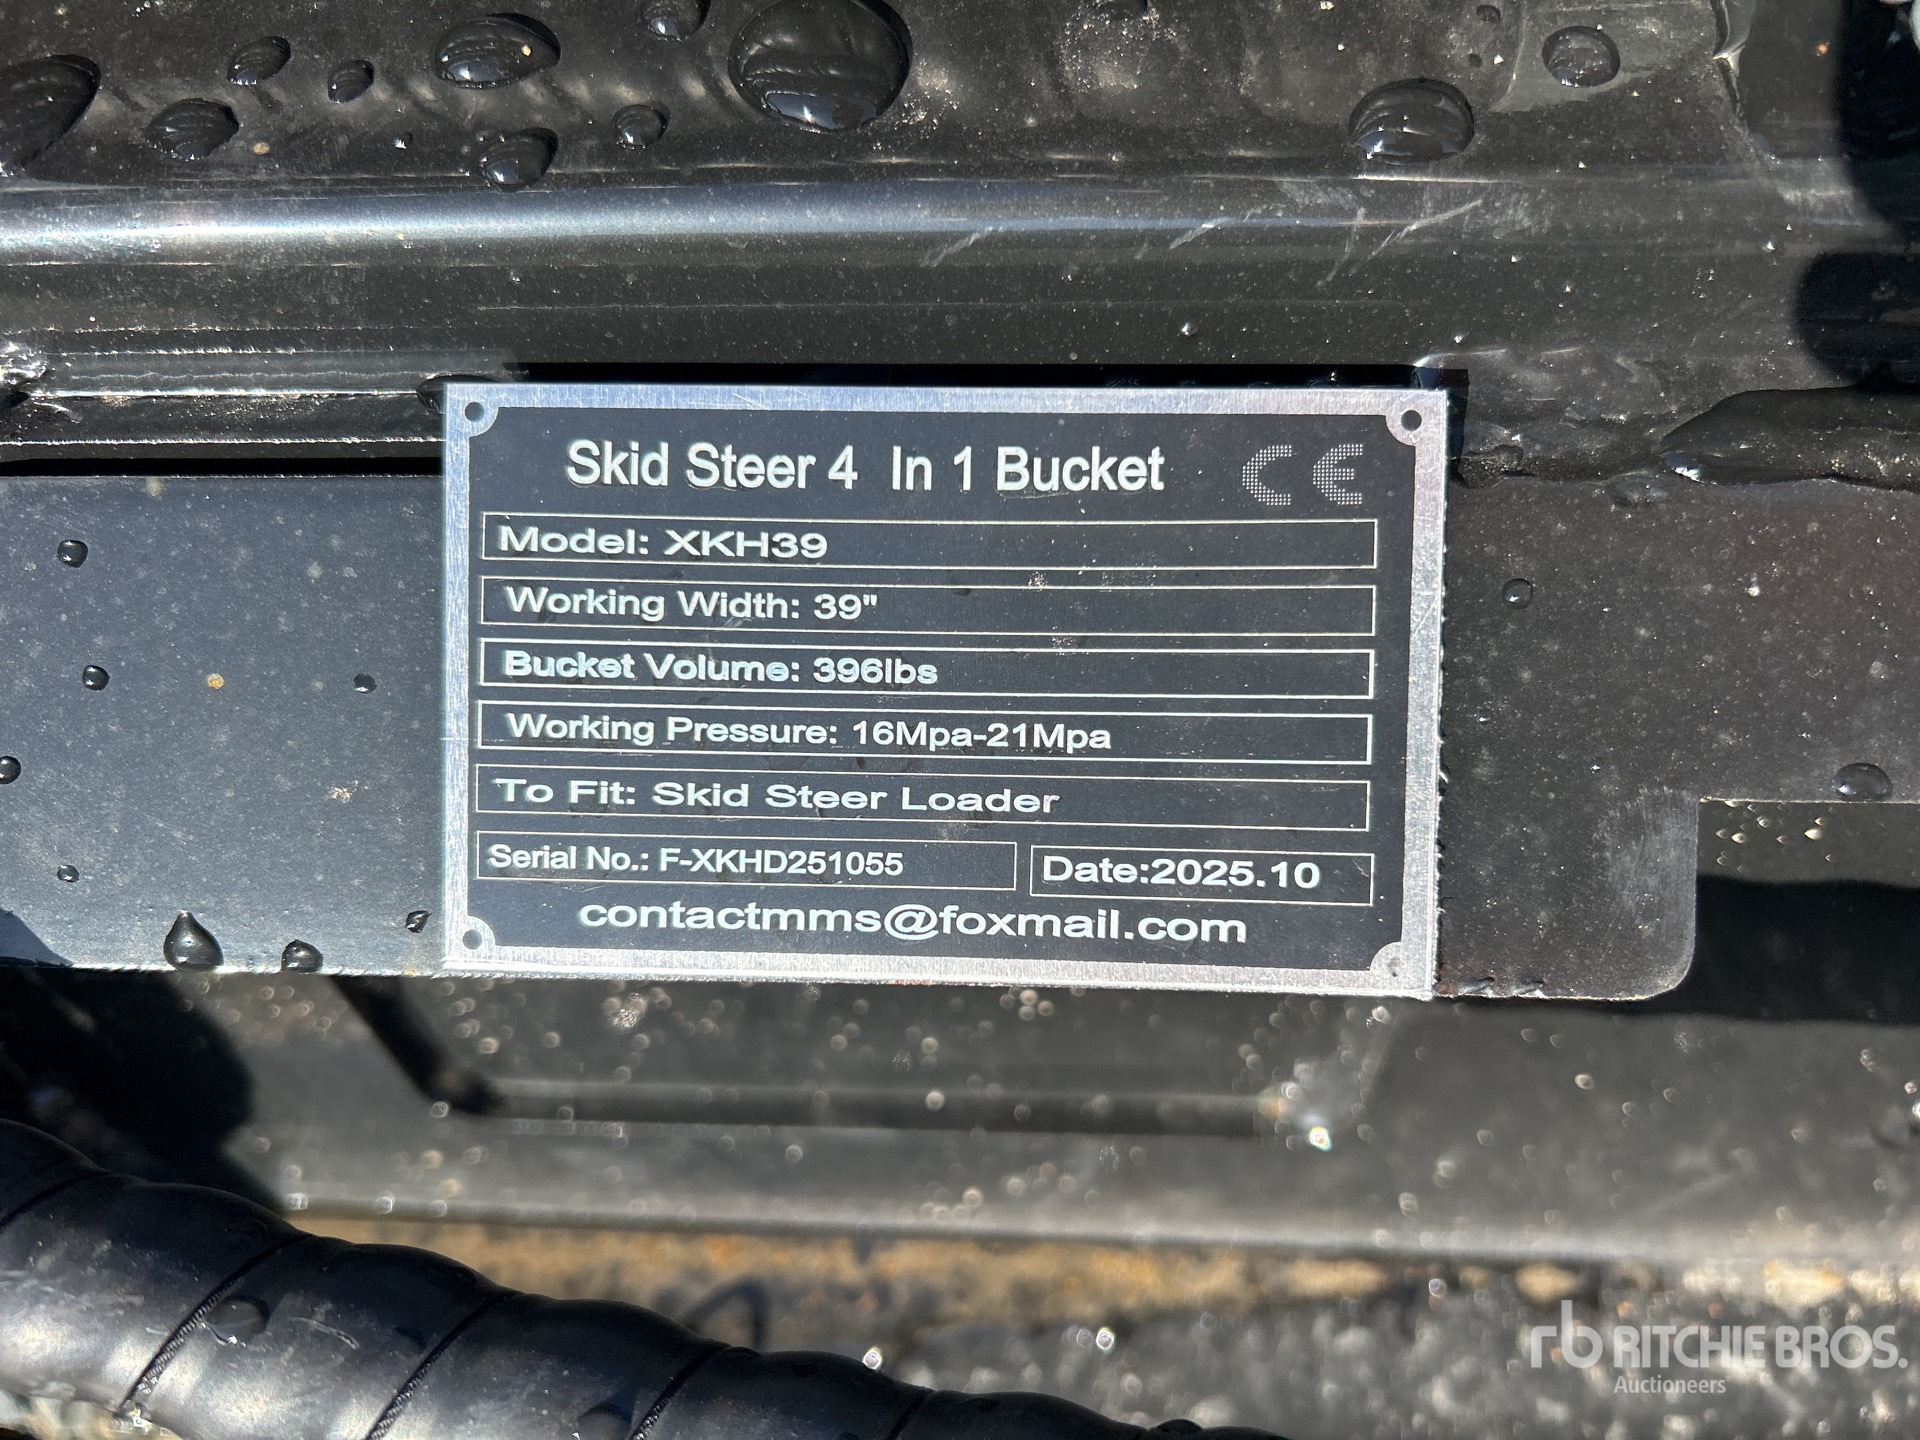 Skid Steer 4 In 1 Bucket
CE
Model: XKH39
Working Width: 39"
Bucket Volume: 396lbs
Working Pressure: 16Mpa-21Mpa
To Fit: Skid Steer Loader
Serial No.: F-XKHD251055
Date:2025.10
contactmms@foxmail.com
rb RITCHIE BROS.
Auctioneers